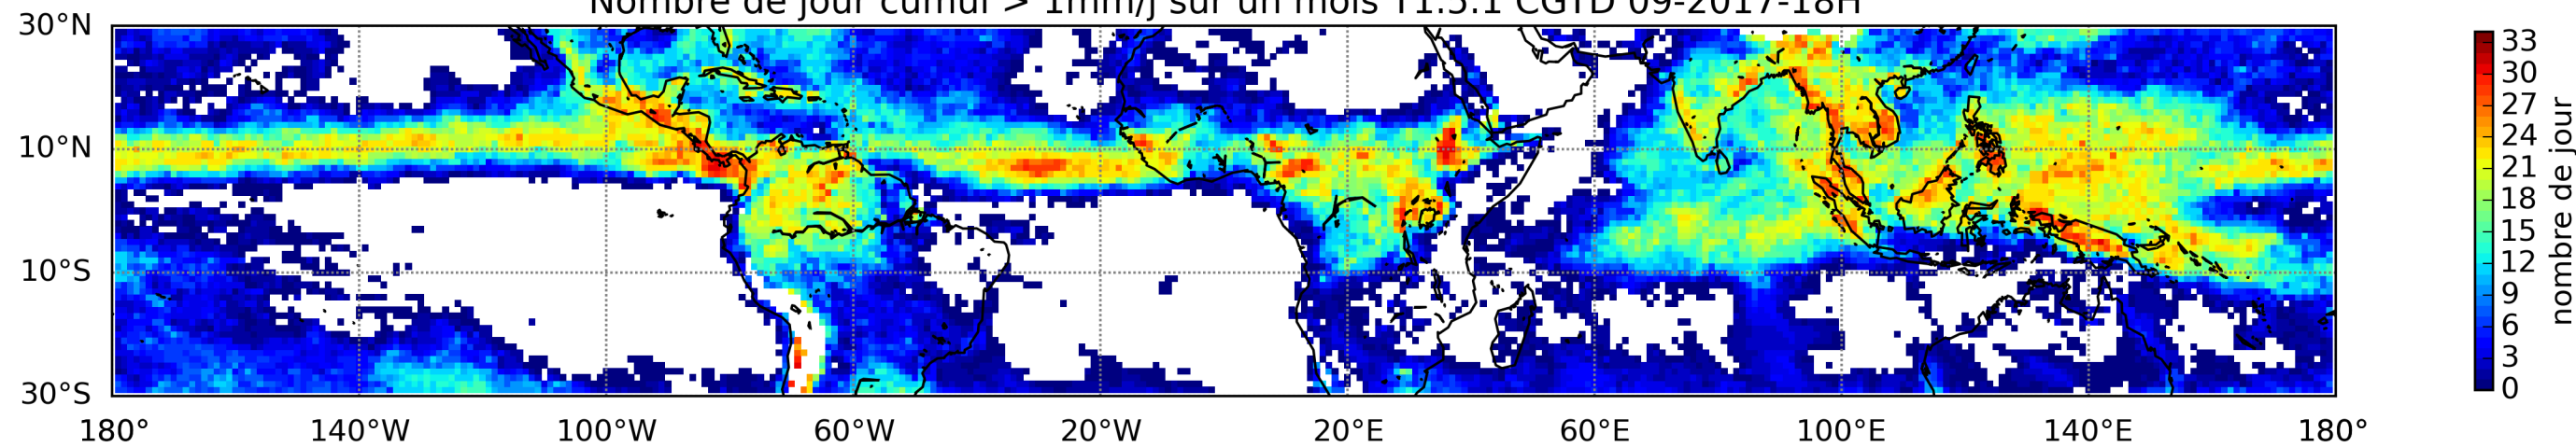 Nombre de jour cumul > 1mm/j sur un mois T1.5.1 CGTD 09-2017-18H
30°N
10°N
10°S
30°S
180° 140°W 100°W 60°W 20°W 20°E 60°E 100°E 140°E 180°
33
30
27
24
21
18
15
12
9
6
3
0
nombre de jour